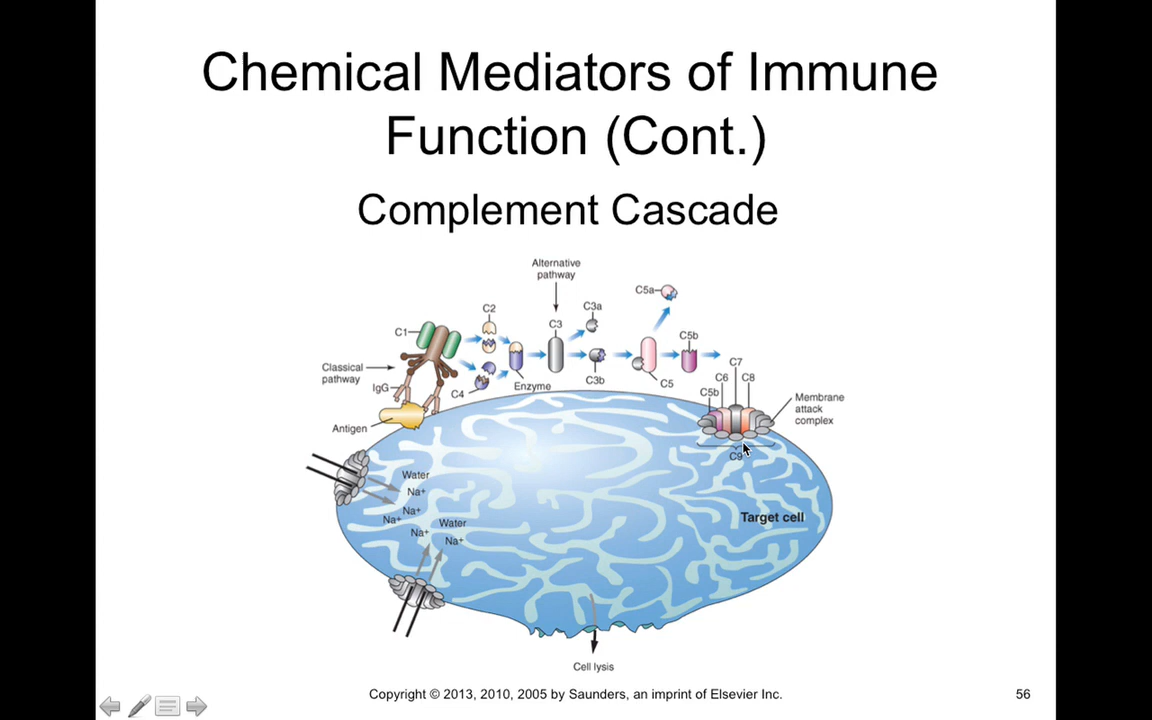 Chemical Mediators of Immune
Function (Cont.)
Complement Cascade
Alternative
pathway
C5a
C2
C3a
C1
C3
C5b
C7
Classical
pathway
IgG
C4
Enzyme
C3b
C5
C6
C8
C5b
Membrane
attack
complex
Antigen
C9
Water
Na+
Na+
Na+
Water
Na+
Na+
Target cell
Cell lysis
Copyright © 2013, 2010, 2005 by Saunders, an imprint of Elsevier Inc.
56